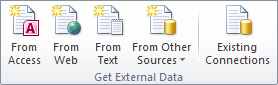 From
Access
From
Web
From
Text
From Other
Sources
Existing
Connections
Get External Data